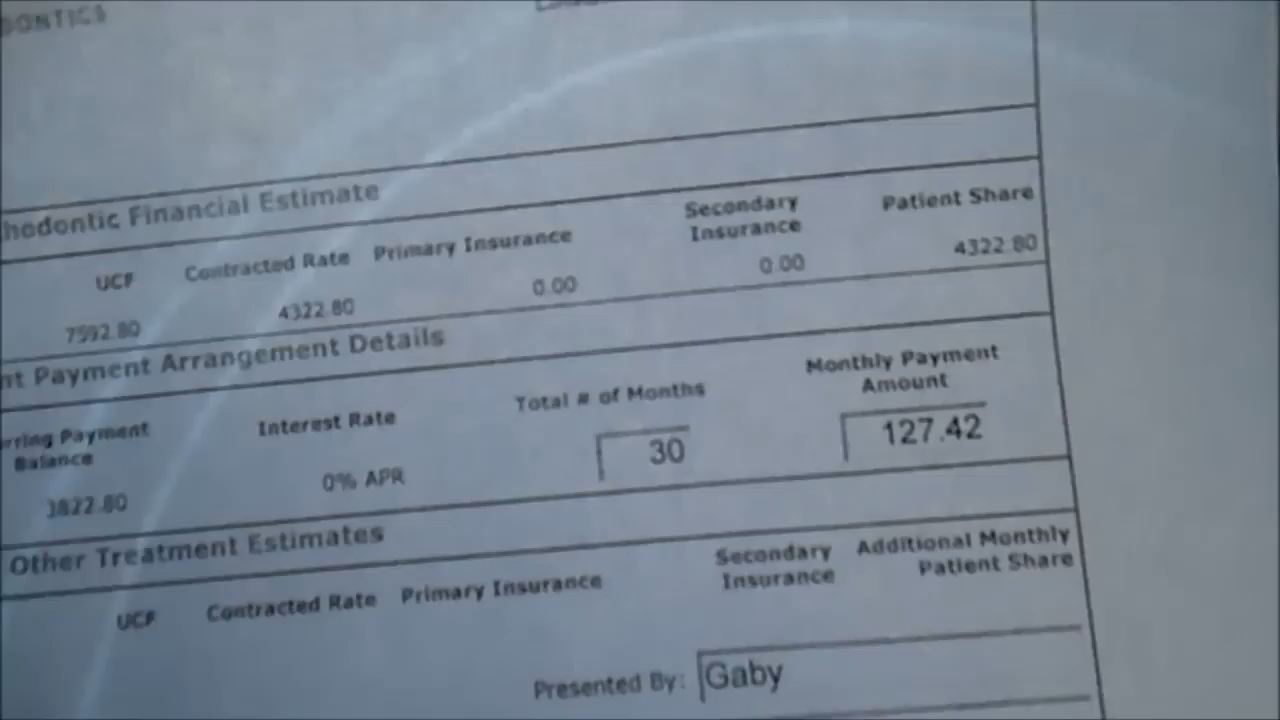 DONTICS
hodontic Financial Estimate
UCF Contracted Rate Primary Insurance Secondary Insurance Patient Share
7592.80 4322.80 0.00 0.00 4322.80
nt Payment Arrangement Details
rring Payment Balance Interest Rate Total # of Months Monthly Payment Amount
3822.80 0% APR 30 127.42
Other Treatment Estimates
UCF Contracted Rate Primary Insurance Secondary Insurance Additional Monthly Patient Share
Presented By: Gaby